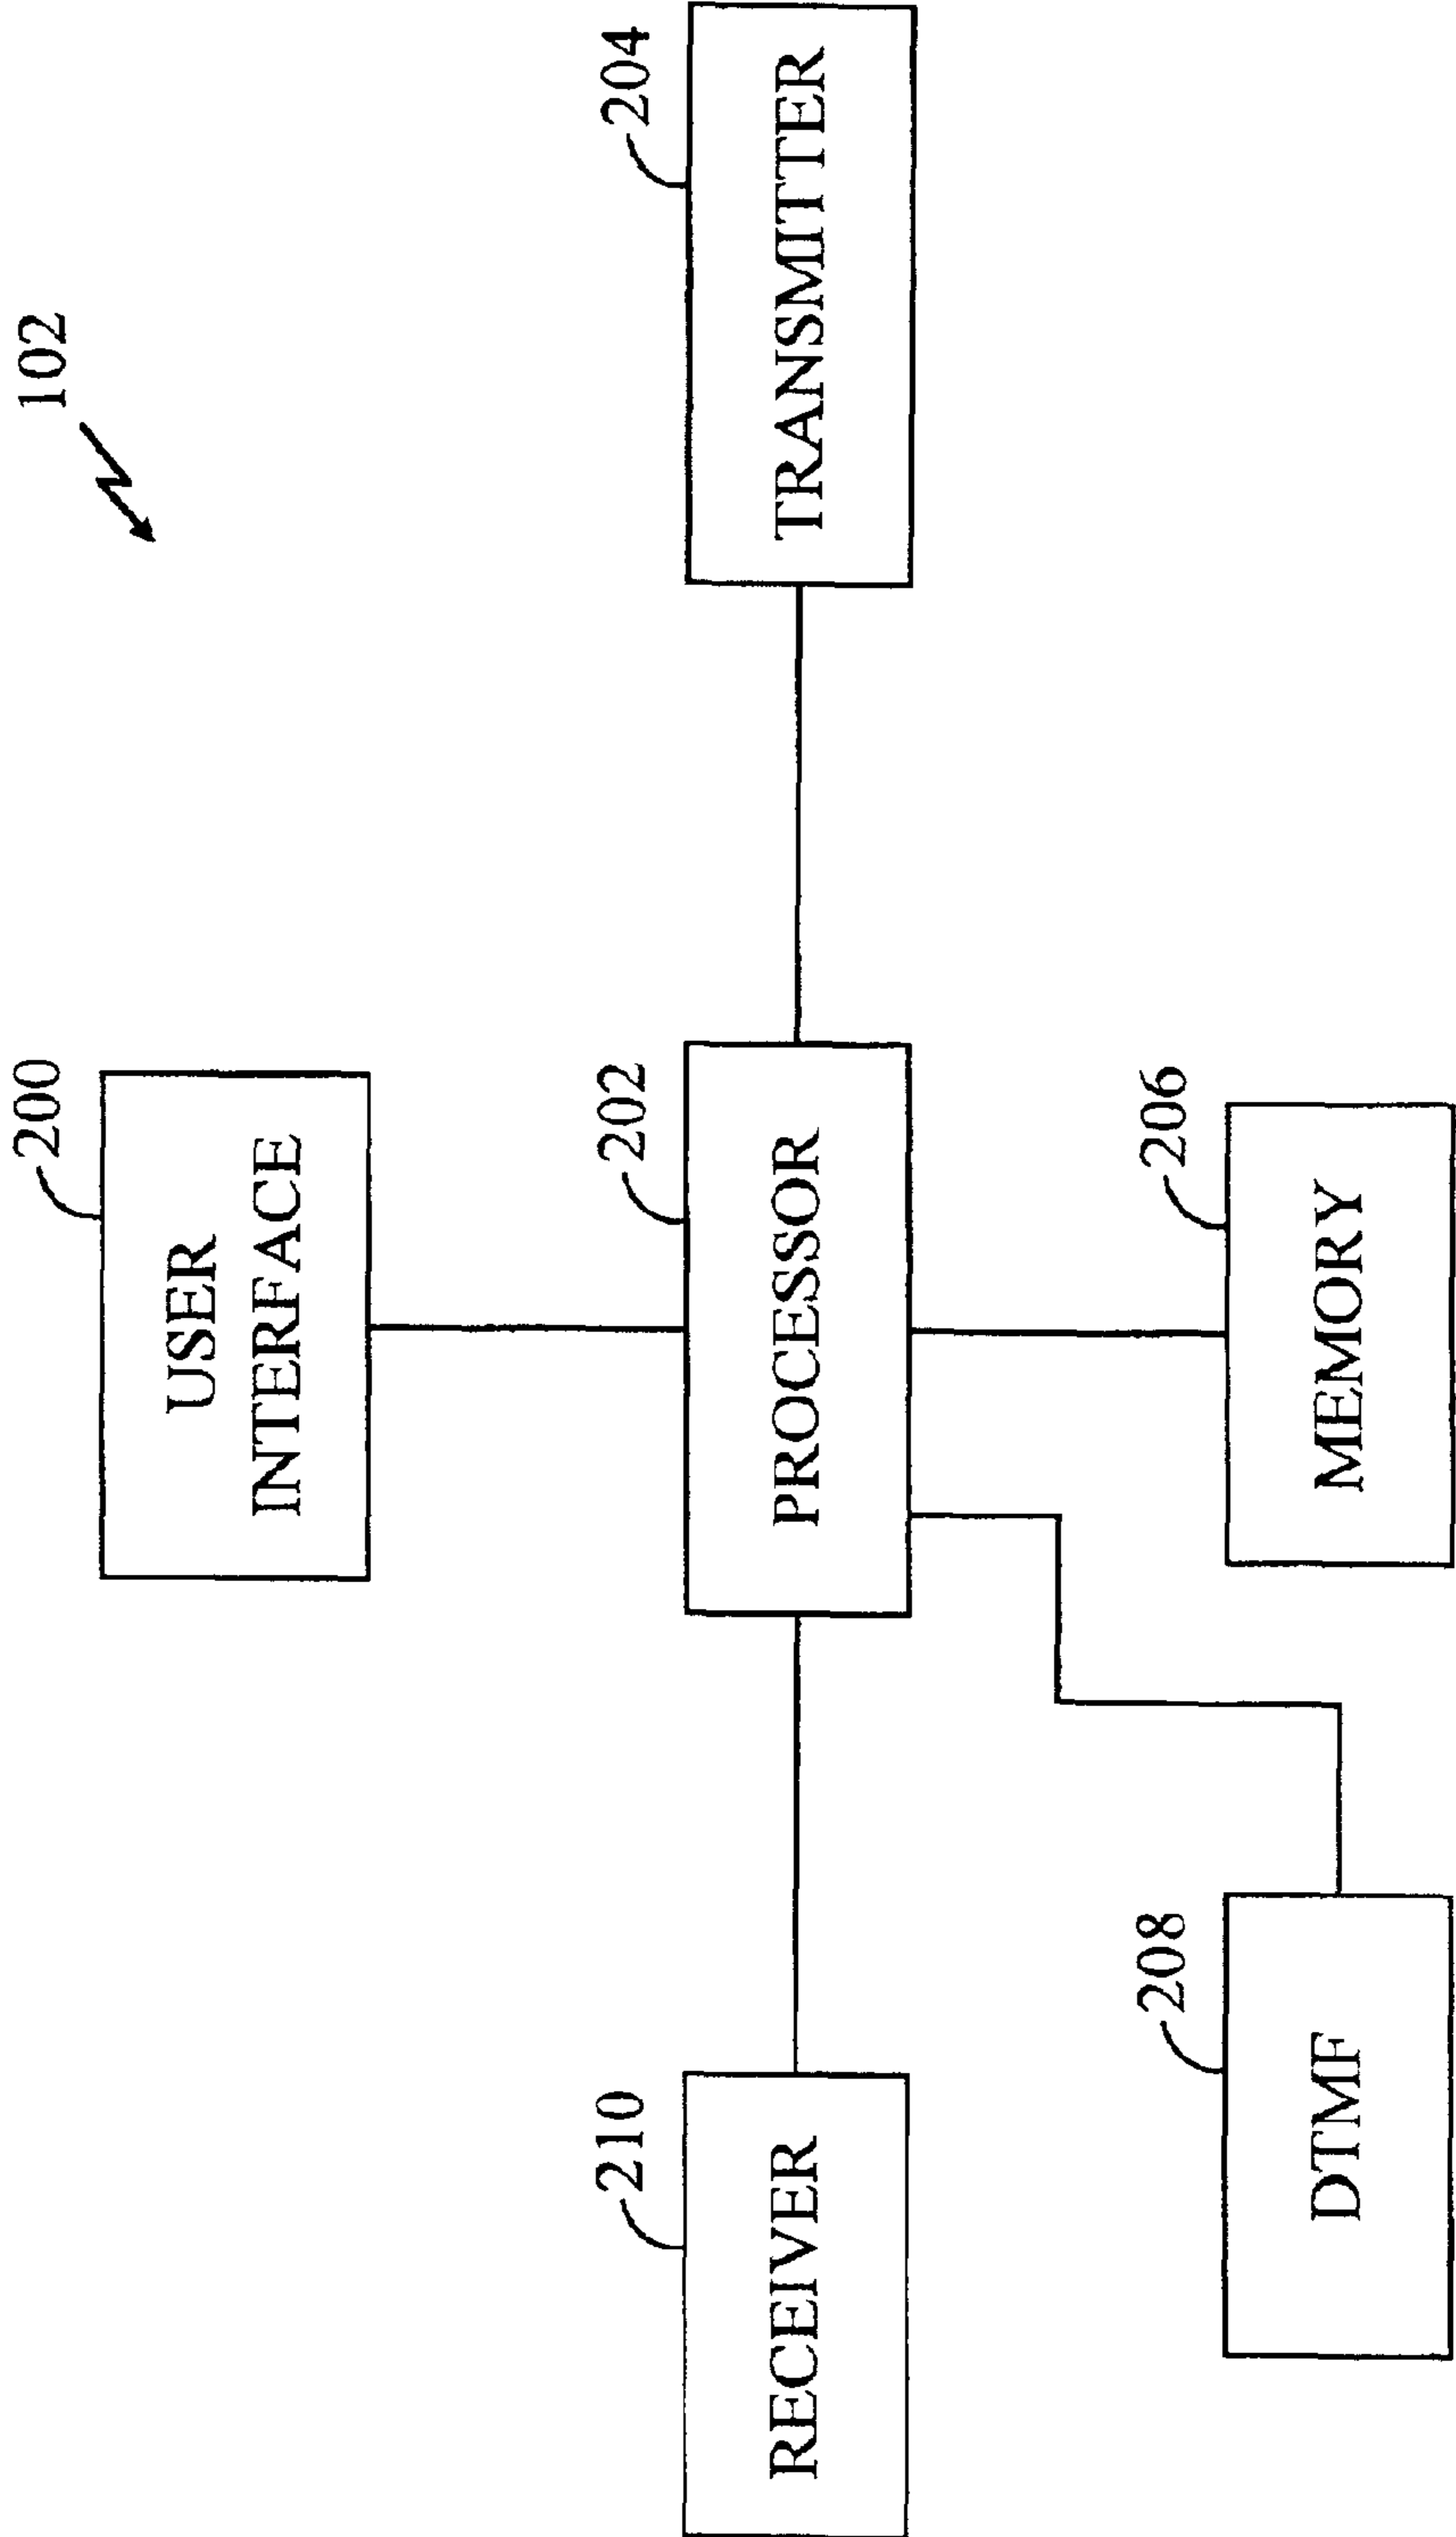 102
200
USER
INTERFACE
210
RECEIVER
202
PROCESSOR
204
TRANSMITTER
208
DTMF
206
MEMORY